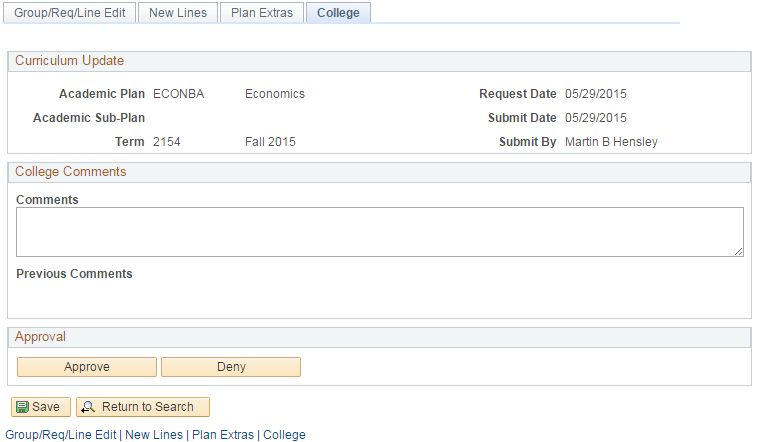 Group/Req/Line Edit New Lines Plan Extras College
Curriculum Update
Academic Plan ECONBA Economics Request Date 05/29/2015
Academic Sub-Plan Submit Date 05/29/2015
Term 2154 Fall 2015 Submit By Martin B Hensley
College Comments
Comments
Previous Comments
Approval
Approve Deny
Save Return to Search
Group/Req/Line Edit | New Lines | Plan Extras | College